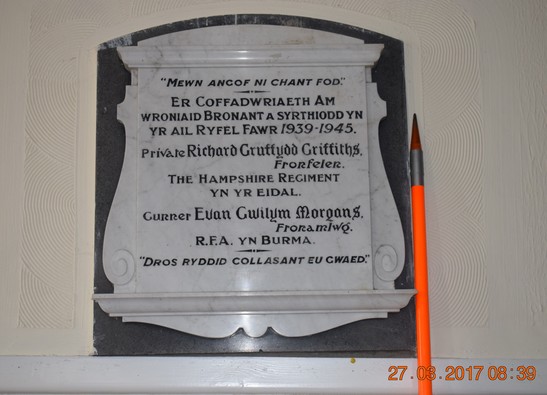 "MEWN ANGOF NI CHANT FOD."
ER COFFADWRIAETH AM
WRONIAID BRONANT A SYRTHIODD YN
YR AIL RYFEL FAWR 1939-1945.
Private Richard Gruffydd Griffiths,
Fronfelen.
THE HAMPSHIRE REGIMENT
YN YR EIDAL.
Gunner Evan Gwilym Morgans,
Fronamlwg.
R.F.A. YN BURMA.
"DROS RYDDID COLLASANT EU GWAED."
27.03.2017 08:39